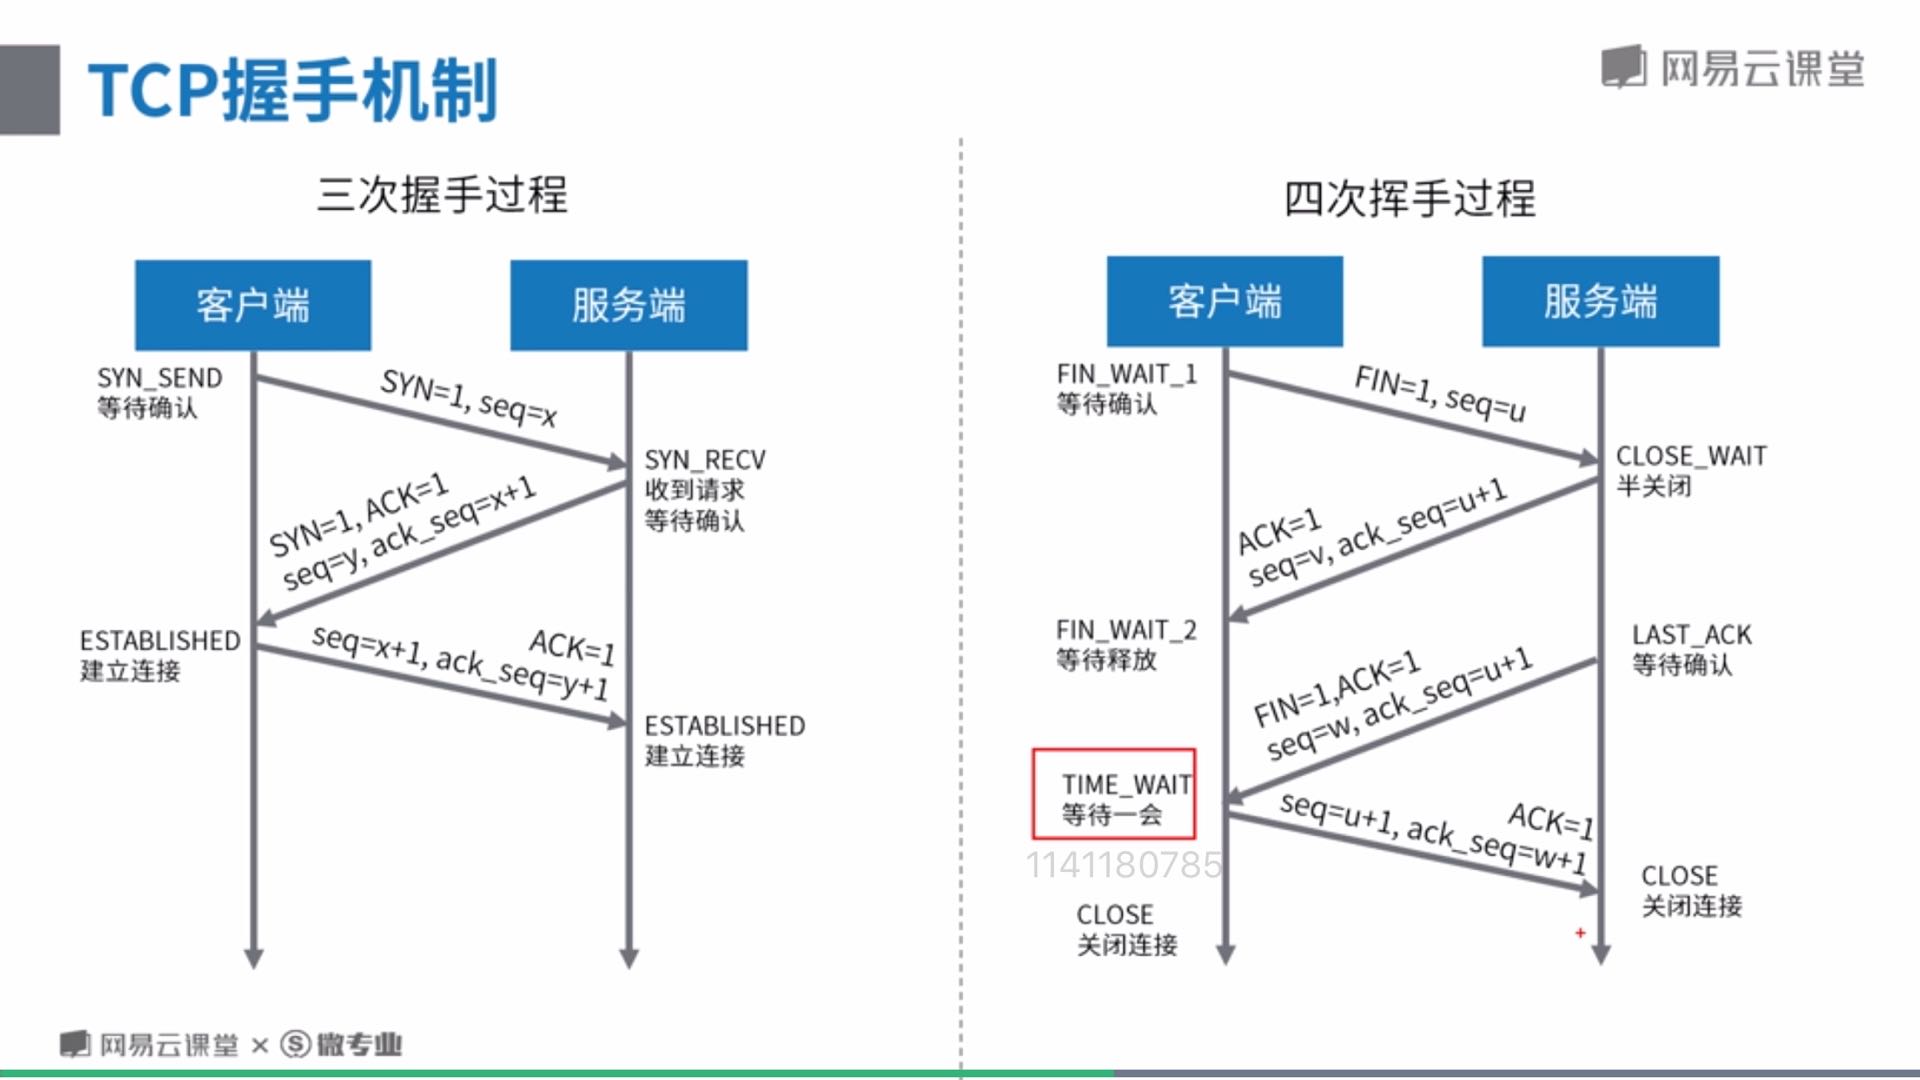 TCP握手机制
网易云课堂
三次握手过程
客户端
服务端
SYN_SEND
等待确认
SYN=1, seq=x
SYN_RECV
收到请求
等待确认
SYN=1, ACK=1
seq=y, ack_seq=x+1
ESTABLISHED
建立连接
ACK=1
seq=x+1, ack_seq=y+1
ESTABLISHED
建立连接
四次挥手过程
客户端
服务端
FIN_WAIT_1
等待确认
FIN=1, seq=u
CLOSE_WAIT
半关闭
ACK=1
seq=v, ack_seq=u+1
FIN_WAIT_2
等待释放
LAST_ACK
等待确认
FIN=1,ACK=1
seq=w, ack_seq=u+1
TIME_WAIT
等待一会
ACK=1
seq=u+1, ack_seq=w+1
1141180785
CLOSE
关闭连接
CLOSE
关闭连接
网易云课堂 × 微专业